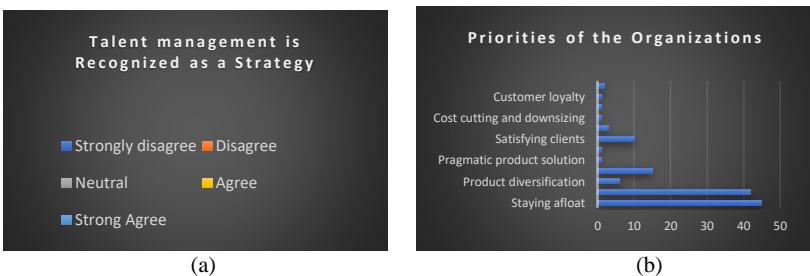 Talent management is
Recognized as a Strategy
Strongly disagree Disagree
Neutral Agree
Strong Agree
(a)
Priorities of the Organizations
Customer loyalty
Cost cutting and downsizing
Satisfying clients
Pragmatic product solution
Product diversification
Staying afloat
0 10 20 30 40 50
(b)